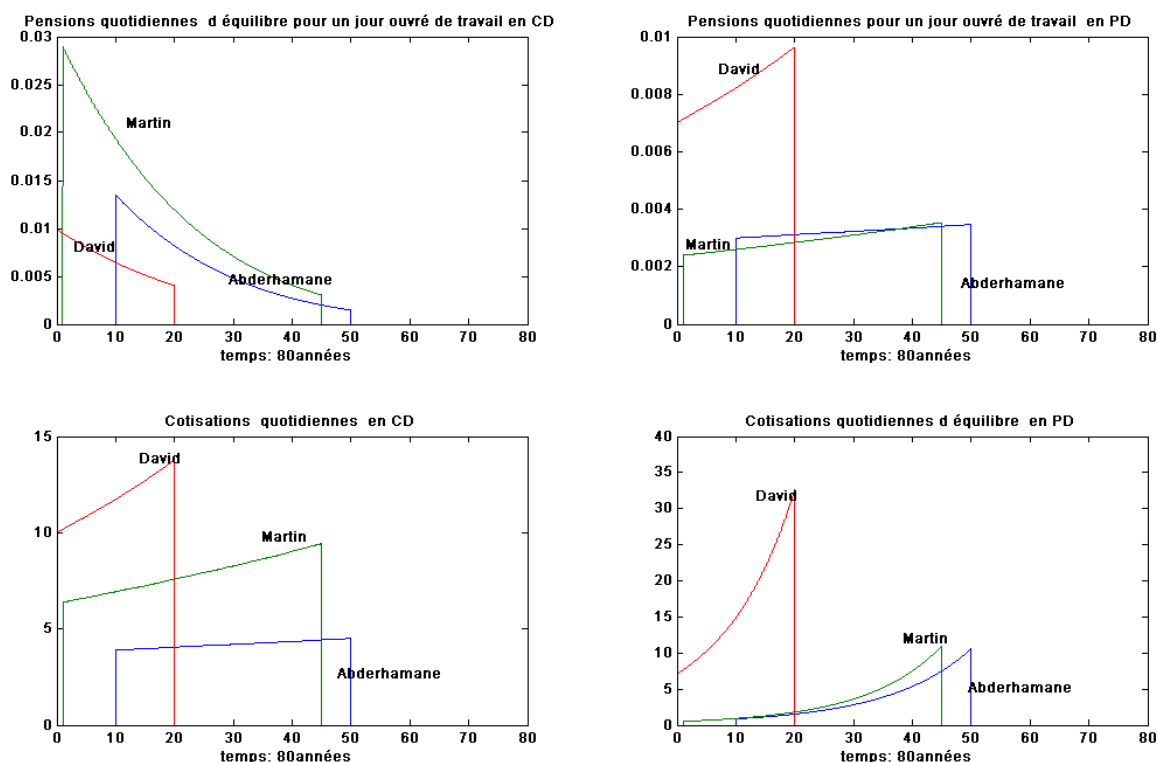 Pensions quotidiennes d équilibre pour un jour ouvré de travail en CD
0.03
0.025
0.02
0.015
0.01
0.005
0
Martin
David
Abderhamane
0 10 20 30 40 50 60 70 80
temps: 80années
Pensions quotidiennes pour un jour ouvré de travail en PD
0.01
0.008
0.006
0.004
0.002
0
David
Martin
Abderhamane
0 10 20 30 40 50 60 70 80
temps: 80années
Cotisations quotidiennes en CD
15
10
5
0
David
Martin
Abderhamane
0 10 20 30 40 50 60 70 80
temps: 80années
Cotisations quotidiennes d équilibre en PD
40
35
30
25
20
15
10
5
0
David
Martin
Abderhamane
0 10 20 30 40 50 60 70 80
temps: 80années